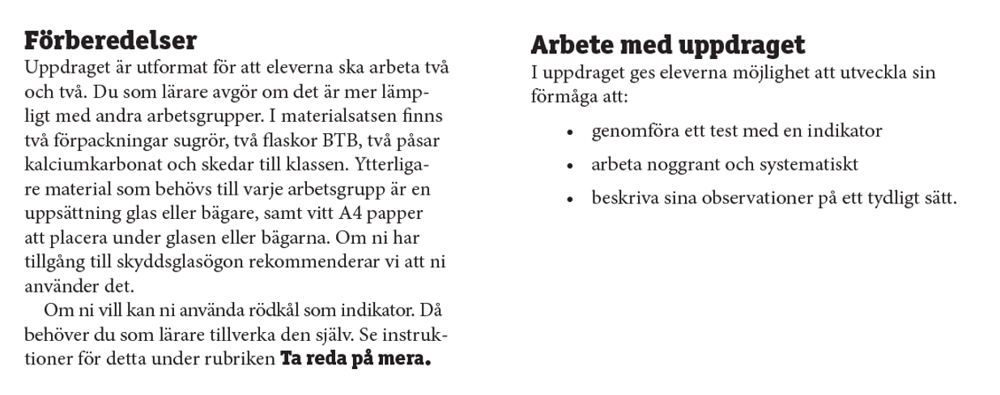 Förberedelser
Uppdraget är utformat för att eleverna ska arbeta två
och två. Du som lärare avgör om det är mer lämp-
ligt med andra arbetsgrupper. I materialsatsen finns
två förpackningar sugrör, två flaskor BTB, två påsar
kalciumkarbonat och skedar till klassen. Ytterliga-
re material som behövs till varje arbetsgrupp är en
uppsättning glas eller bägare, samt vitt A4 papper
att placera under glasen eller bägarna. Om ni har
tillgång till skyddsglasögon rekommenderar vi att ni
använder det.
Om ni vill kan ni använda rödkål som indikator. Då
behöver du som lärare tillverka den själv. Se instruk-
tioner för detta under rubriken Ta reda på mera.
Arbete med uppdraget
I uppdraget ges eleverna möjlighet att utveckla sin
förmåga att:
• genomföra ett test med en indikator
• arbeta noggrant och systematiskt
• beskriva sina observationer på ett tydligt sätt.